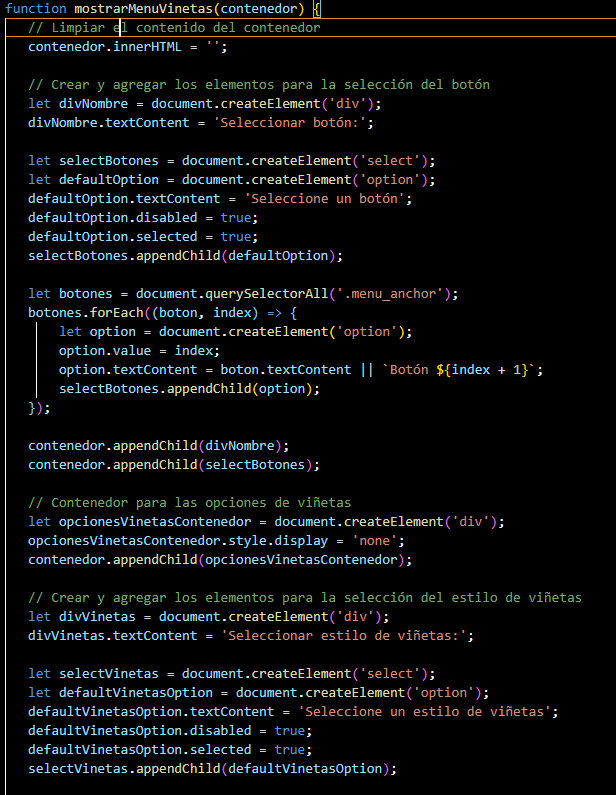 function mostrarMenuVinetas(contenedor) {
// Limpiar el contenido del contenedor
contenedor.innerHTML = '';
// Crear y agregar los elementos para la selección del botón
let divNombre = document.createElement('div');
divNombre.textContent = 'Seleccionar botón:';
let selectBotones = document.createElement('select');
let defaultOption = document.createElement('option');
defaultOption.textContent = 'Seleccione un botón';
defaultOption.disabled = true;
defaultOption.selected = true;
selectBotones.appendChild(defaultOption);
let botones = document.querySelectorAll('.menu_anchor');
botones.forEach((boton, index) => {
let option = document.createElement('option');
option.value = index;
option.textContent = boton.textContent || `Botón ${index + 1}`;
selectBotones.appendChild(option);
});
contenedor.appendChild(divNombre);
contenedor.appendChild(selectBotones);
// Contenedor para las opciones de viñetas
let opcionesVinetasContenedor = document.createElement('div');
opcionesVinetasContenedor.style.display = 'none';
contenedor.appendChild(opcionesVinetasContenedor);
// Crear y agregar los elementos para la selección del estilo de viñetas
let divVinetas = document.createElement('div');
divVinetas.textContent = 'Seleccionar estilo de viñetas:';
let selectVinetas = document.createElement('select');
let defaultVinetasOption = document.createElement('option');
defaultVinetasOption.textContent = 'Seleccione un estilo de viñetas';
defaultVinetasOption.disabled = true;
defaultVinetasOption.selected = true;
selectVinetas.appendChild(defaultVinetasOption);